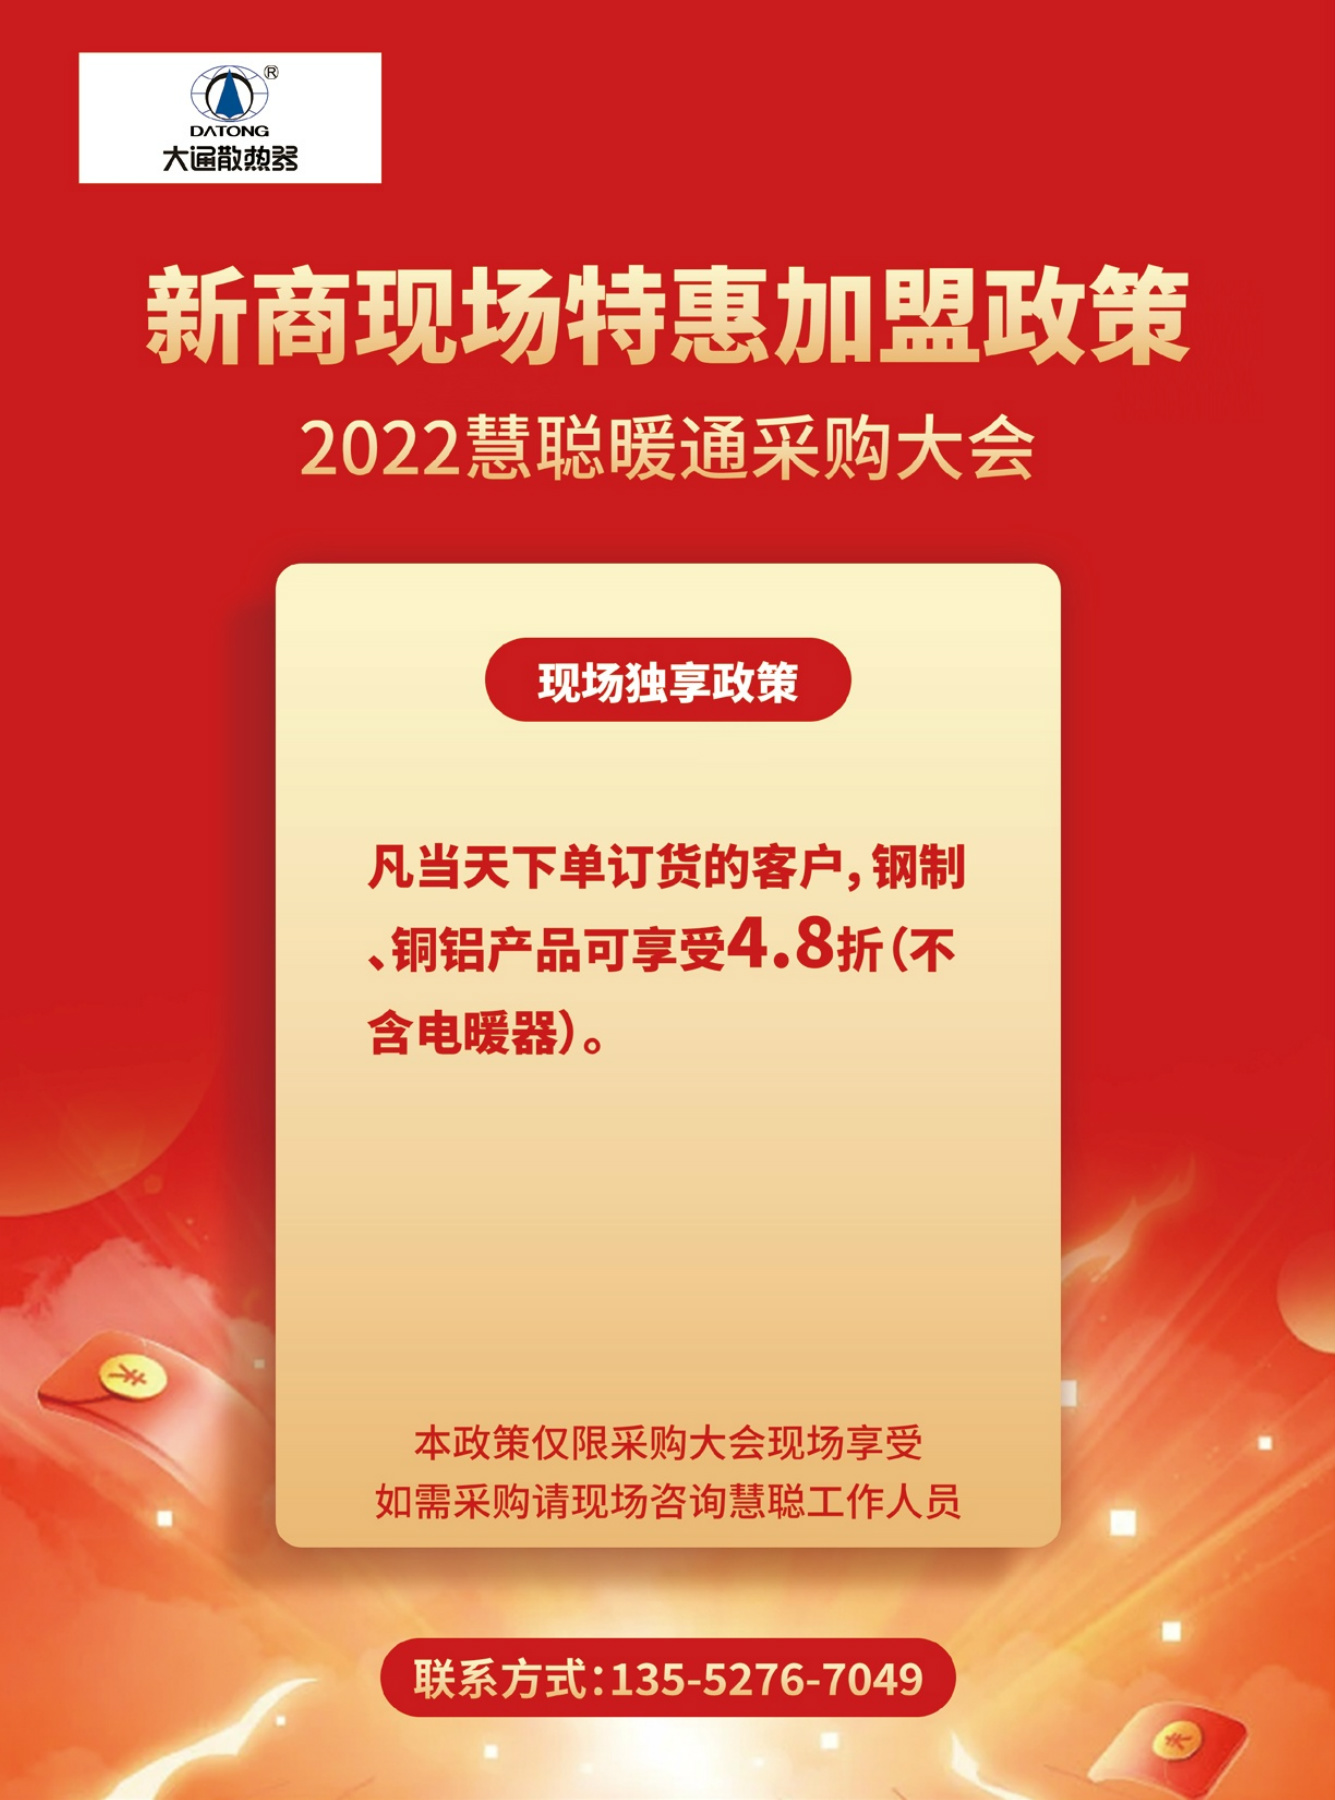 ®
DATONG
大通散热器
新商现场特惠加盟政策
2022慧聪暖通采购大会
现场独享政策
凡当天下单订货的客户，钢制
、铜铝产品可享受4.8折（不
含电暖器）。
本政策仅限采购大会现场享受
如需采购请现场咨询慧聪工作人员
联系方式：135-5276-7049